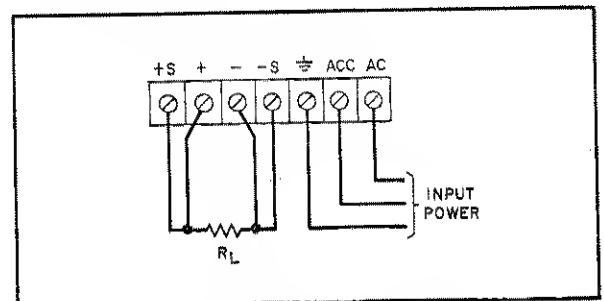 +S + - -S ⏚ ACC AC
INPUT
POWER
RL